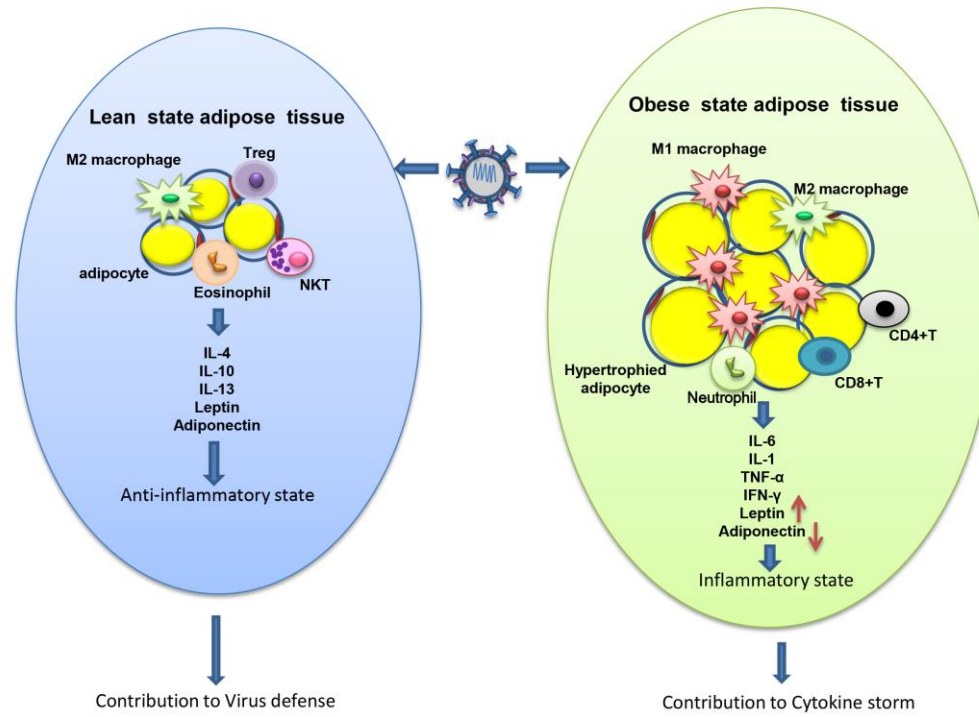 Lean state adipose tissue
M2 macrophage
Treg
adipocyte
Eosinophil
NKT
IL-4
IL-10
IL-13
Leptin
Adiponectin
Anti-inflammatory state
Contribution to Virus defense
Obese state adipose tissue
M1 macrophage
M2 macrophage
CD4+T
Hypertrophied
adipocyte
CD8+T
Neutrophil
IL-6
IL-1
TNF-α
IFN-γ
Leptin
Adiponectin
Inflammatory state
Contribution to Cytokine storm